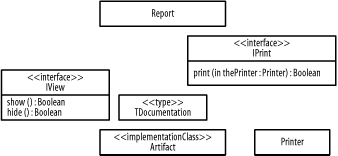 Report
<<interface>>
IPrint
print (in thePrinter : Printer) : Boolean
<<interface>>
IView
show () : Boolean
hide () : Boolean
<<type>>
TDocumentation
<<implementationClass>>
Artifact
Printer